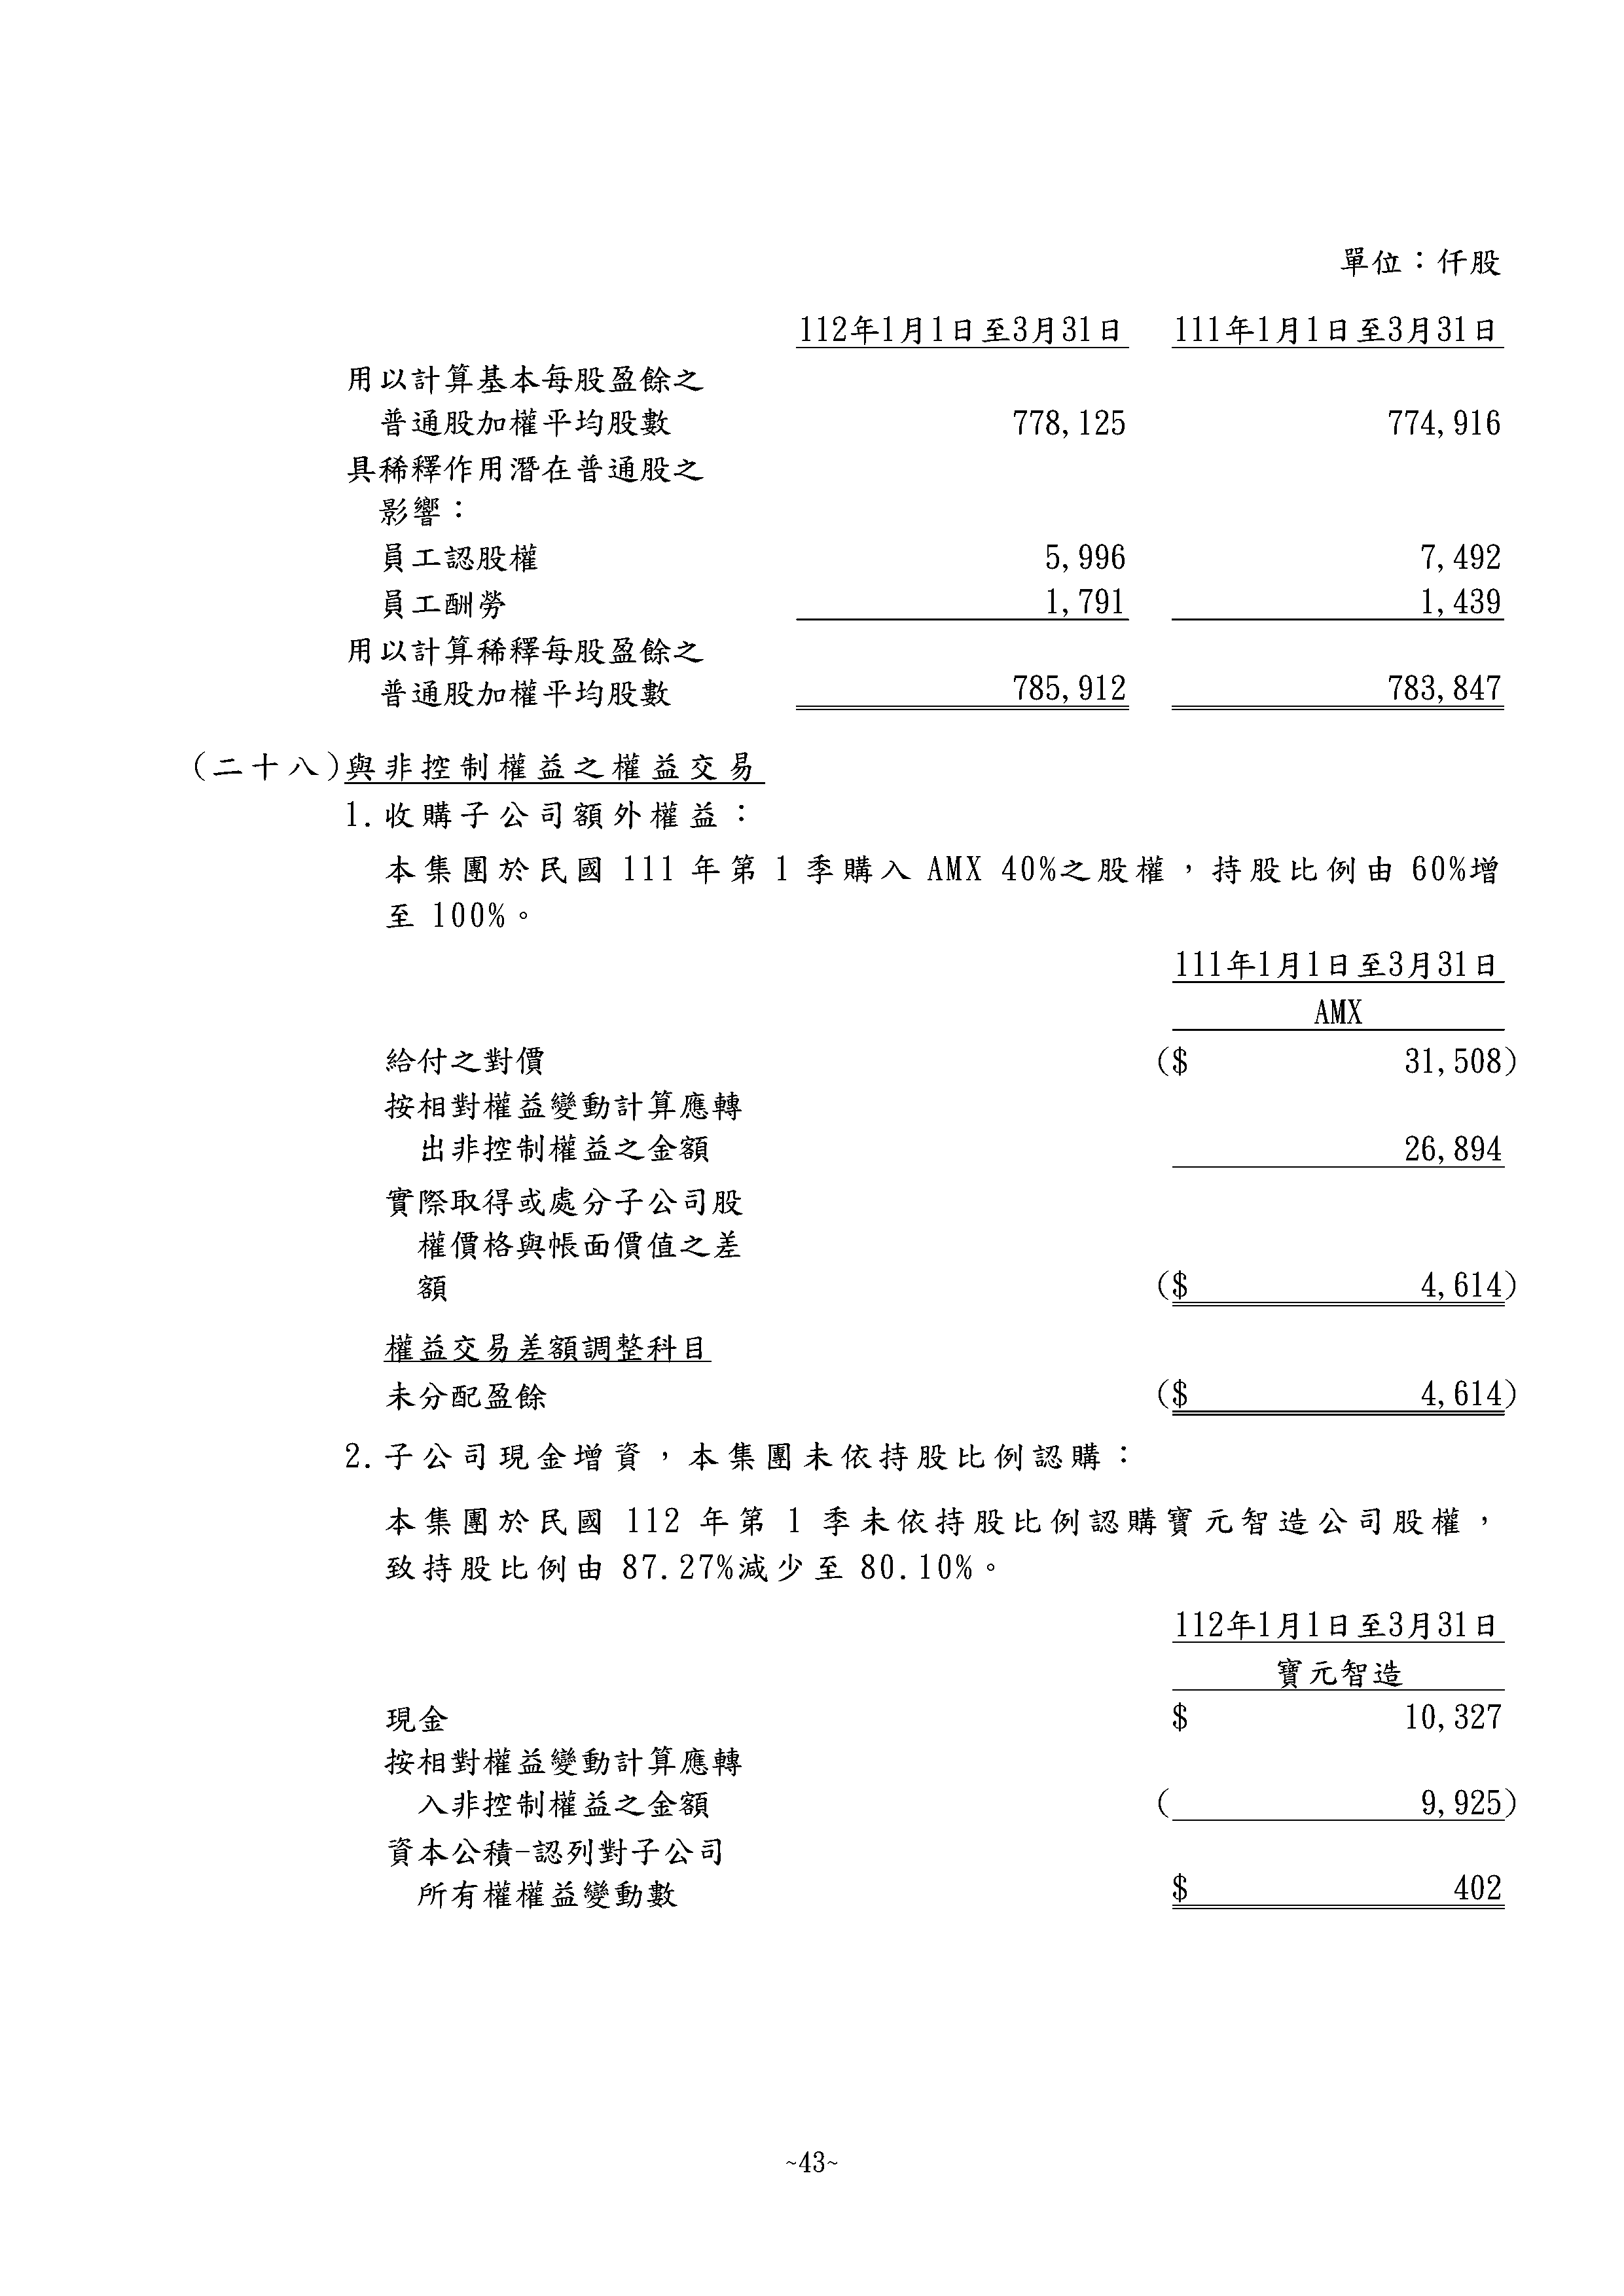 單位：仟股
112年1月1日至3月31日 111年1月1日至3月31日
用以計算基本每股盈餘之
普通股加權平均股數 778,125 774,916
具稀釋作用潛在普通股之
影響：
員工認股權 5,996 7,492
員工酬勞 1,791 1,439
用以計算稀釋每股盈餘之
普通股加權平均股數 785,912 783,847
(二十八)與非控制權益之權益交易
1.收購子公司額外權益：
本集團於民國 111 年第 1 季購入 AMX 40%之股權，持股比例由 60%增
至 100%。
111年1月1日至3月31日
AMX
給付之對價 ($ 31,508)
按相對權益變動計算應轉
出非控制權益之金額 26,894
實際取得或處分子公司股
權價格與帳面價值之差
額 ($ 4,614)
權益交易差額調整科目
未分配盈餘 ($ 4,614)
2.子公司現金增資，本集團未依持股比例認購：
本集團於民國 112 年第 1 季未依持股比例認購寶元智造公司股權，
致持股比例由 87.27%減少至 80.10%。
112年1月1日至3月31日
寶元智造
現金 $ 10,327
按相對權益變動計算應轉
入非控制權益之金額 ( 9,925)
資本公積-認列對子公司
所有權權益變動數 $ 402
~43~